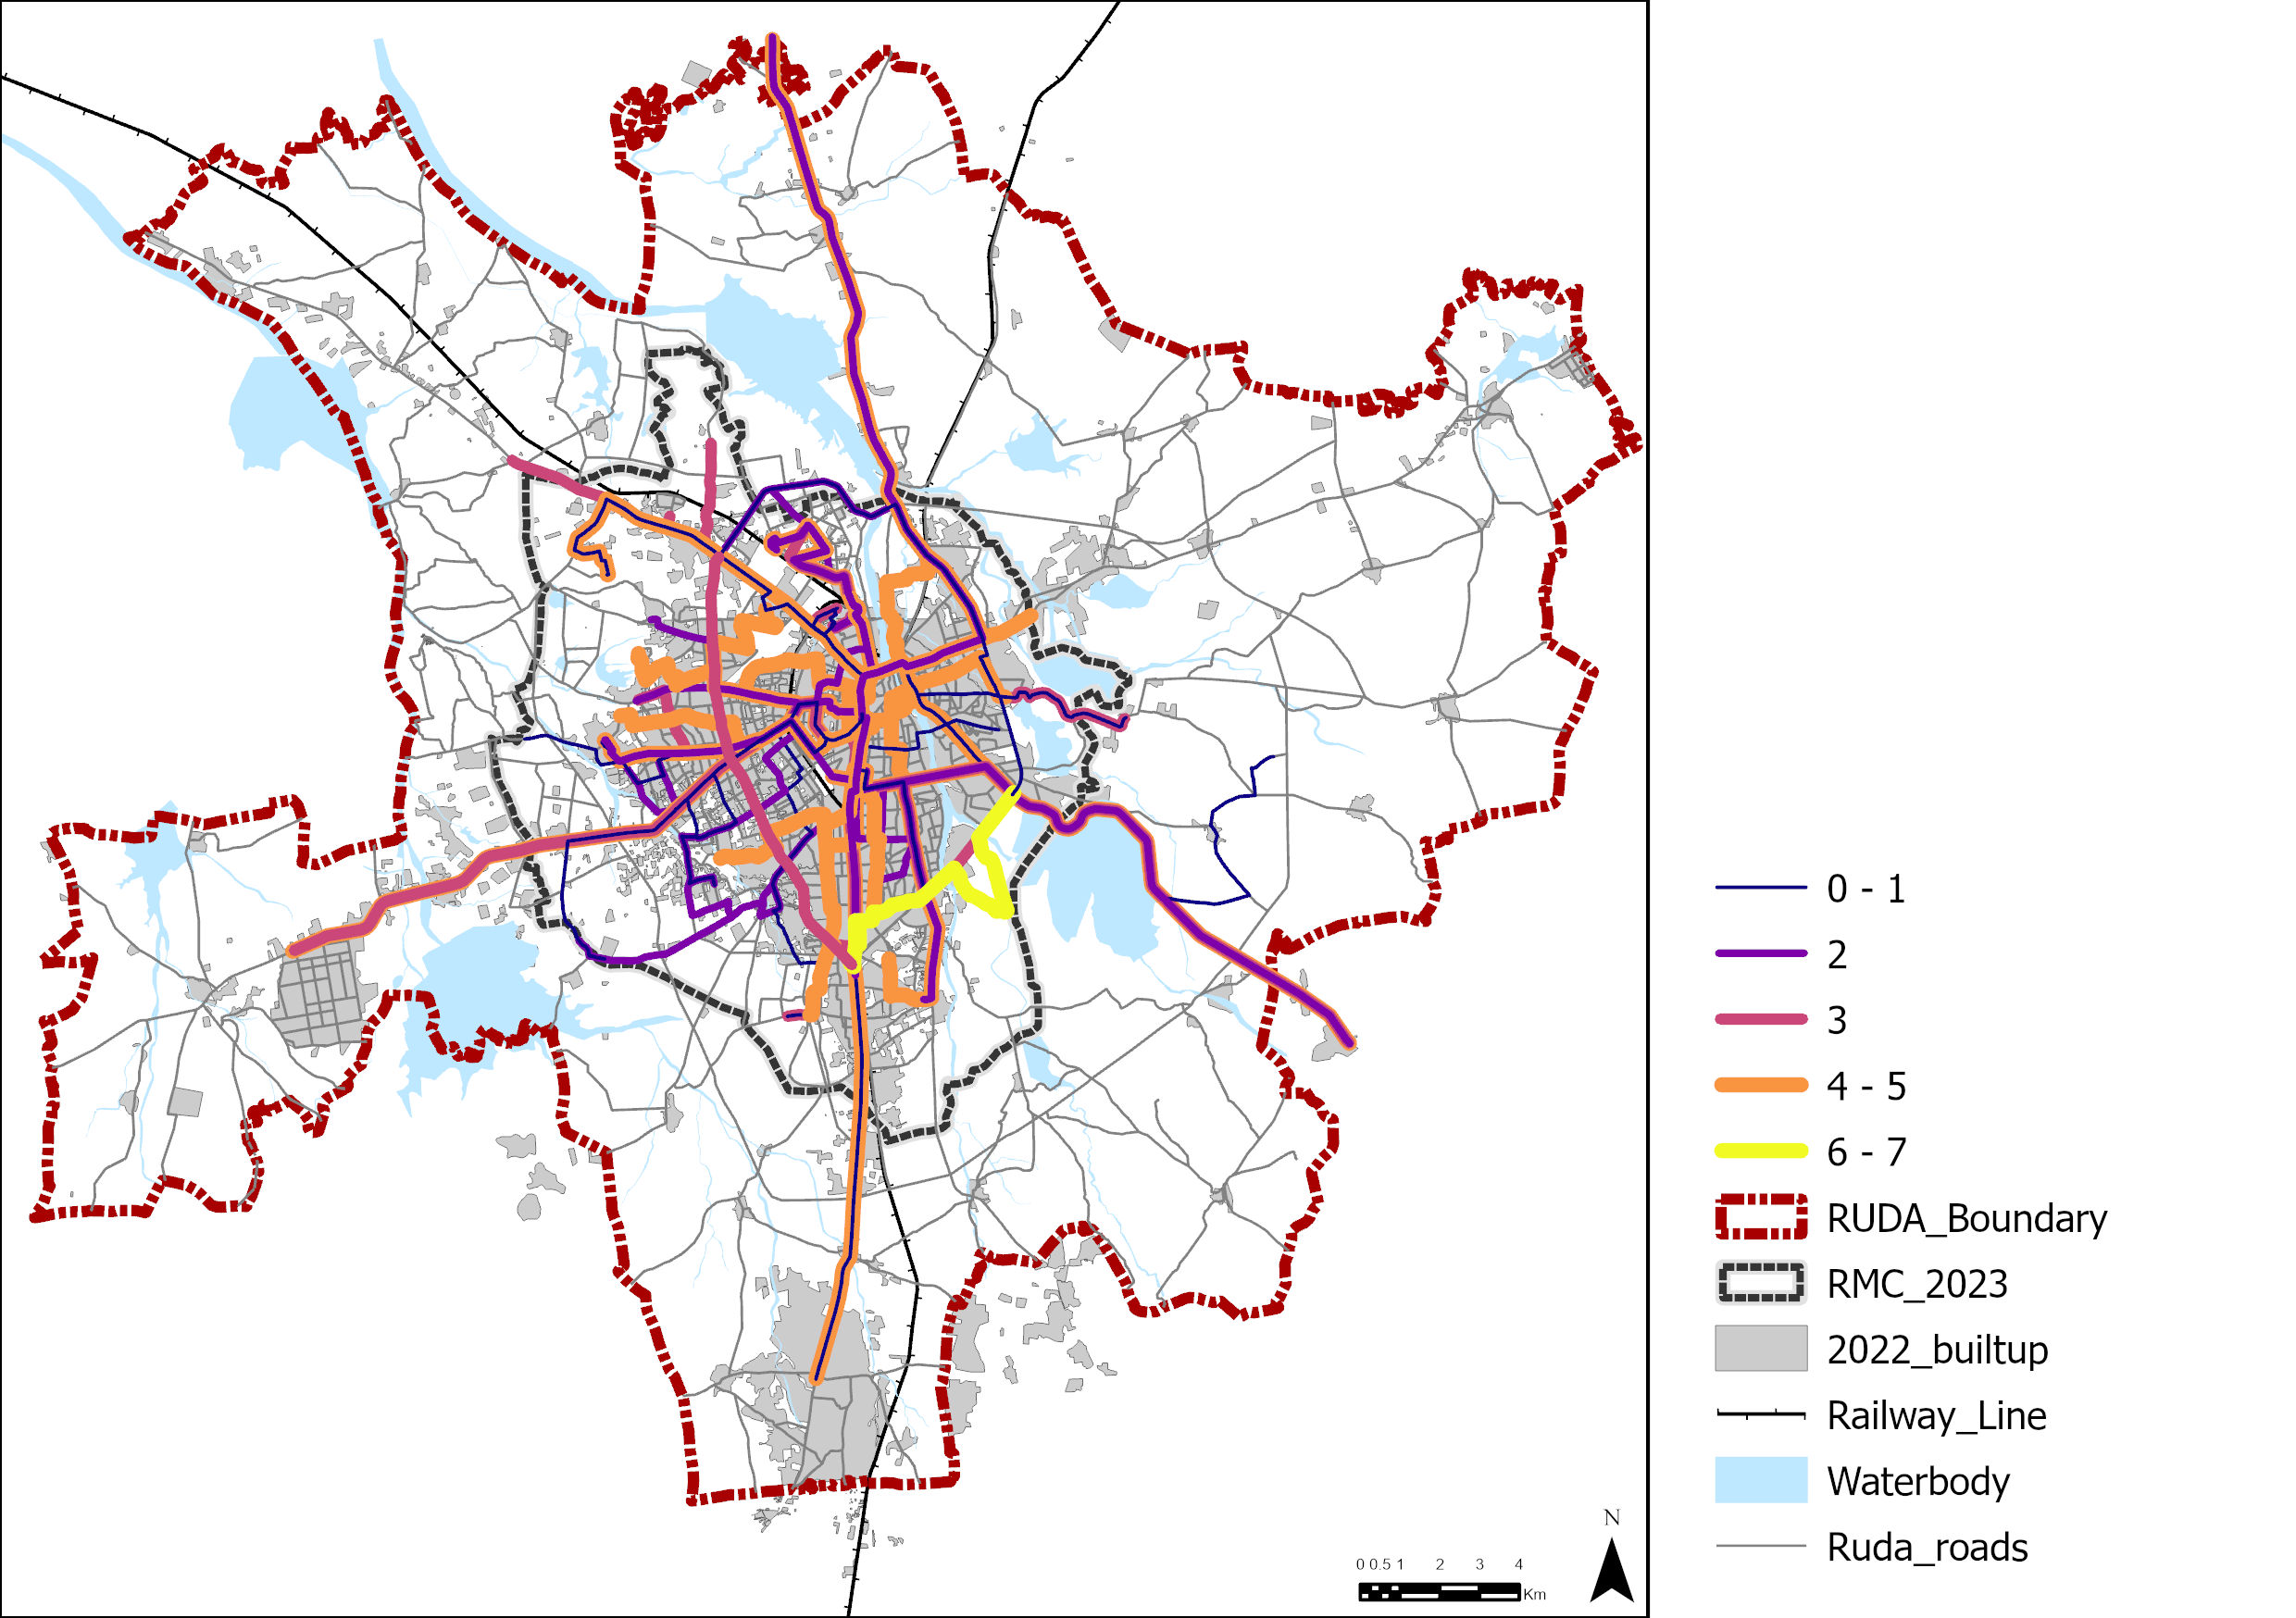 0 - 1
2
3
4 - 5
6 - 7
RUDA_Boundary
RMC_2023
2022_builtup
Railway_Line
Waterbody
Ruda_roads
N
0 0.5 1 2 3 4
Km